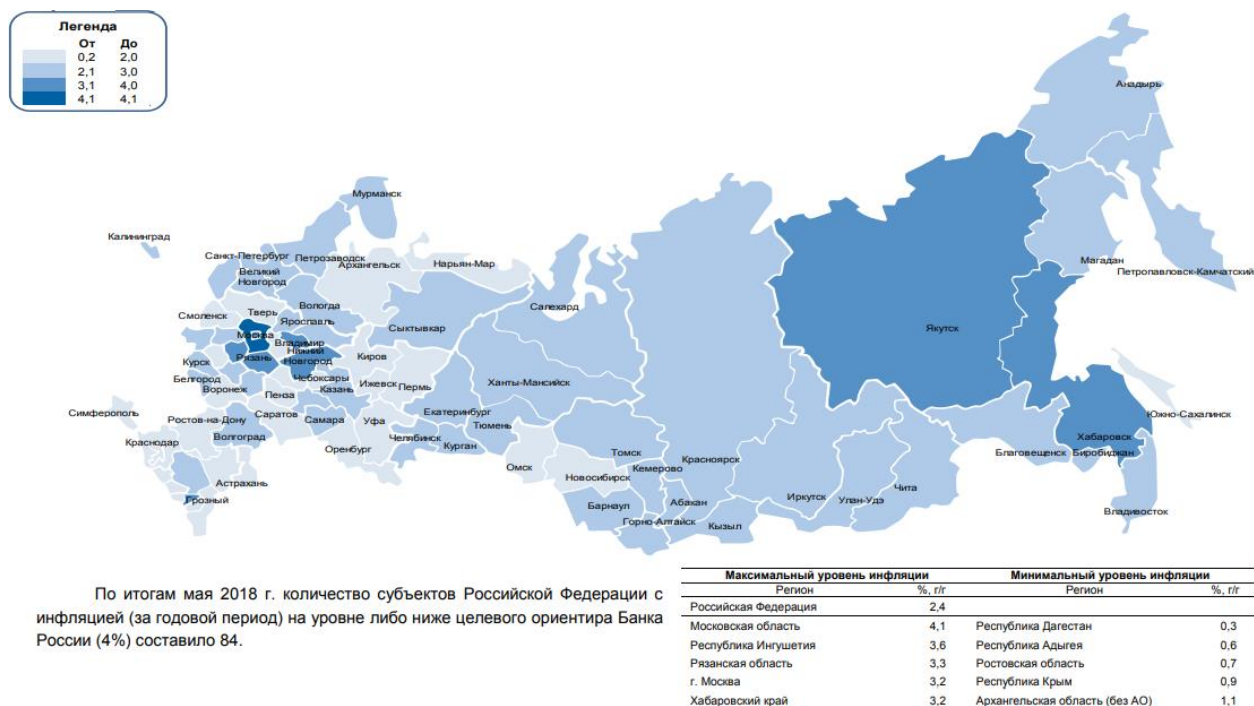 Легенда
От До
0,2 2,0
2,1 3,0
3,1 4,0
4,1 4,1
Анадырь
Мурманск
Калининград
Санкт-Петербург
Петрозаводск
Архангельск
Нарьян-Мар
Великий
Новгород
Магадан
Петропавловск-Камчатский
Вологда
Салехард
Смоленск
Тверь
Ярославль
Сыктывкар
Якутск
Москва
Владимир
Нижний
Новгород
Рязань
Киров
Курск
Белгород
Чебоксары
Ижевск
Пермь
Ханты-Мансийск
Воронеж
Казань
Пенза
Симферополь
Ростов-на-Дону
Саратов
Самара
Уфа
Екатеринбург
Тюмень
Южно-Сахалинск
Краснодар
Волгоград
Челябинск
Курган
Хабаровск
Оренбург
Томск
Красноярск
Благовещенск
Биробиджан
Омск
Кемерово
Новосибирск
Астрахань
Грозный
Барнаул
Абакан
Иркутск
Улан-Удэ
Чита
Владивосток
Горно-Алтайск
Кызыл
По итогам мая 2018 г. количество субъектов Российской Федерации с
инфляцией (за годовой период) на уровне либо ниже целевого ориентира Банка
России (4%) составило 84.
Максимальный уровень инфляции Минимальный уровень инфляции
Регион %, г/г Регион %, г/г
Российская Федерация 2,4
Московская область 4,1 Республика Дагестан 0,3
Республика Ингушетия 3,6 Республика Адыгея 0,6
Рязанская область 3,3 Ростовская область 0,7
г. Москва 3,2 Республика Крым 0,9
Хабаровский край 3,2 Архангельская область (без АО) 1,1